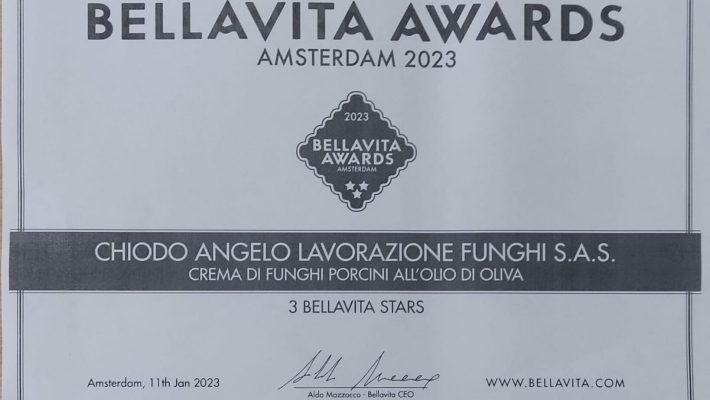 BELLAVITA AWARDS
AMSTERDAM 2023
2023
BELLAVITA
AWARDS
AMSTERDAM
CHIODO ANGELO LAVORAZIONE FUNGHI S.A.S.
CREMA DI FUNGHI PORCINI ALL'OLIO DI OLIVA
3 BELLAVITA STARS
Amsterdam, 11th Jan 2023
Aldo Mazzocco - Bellavita CEO
WWW.BELLAVITA.COM